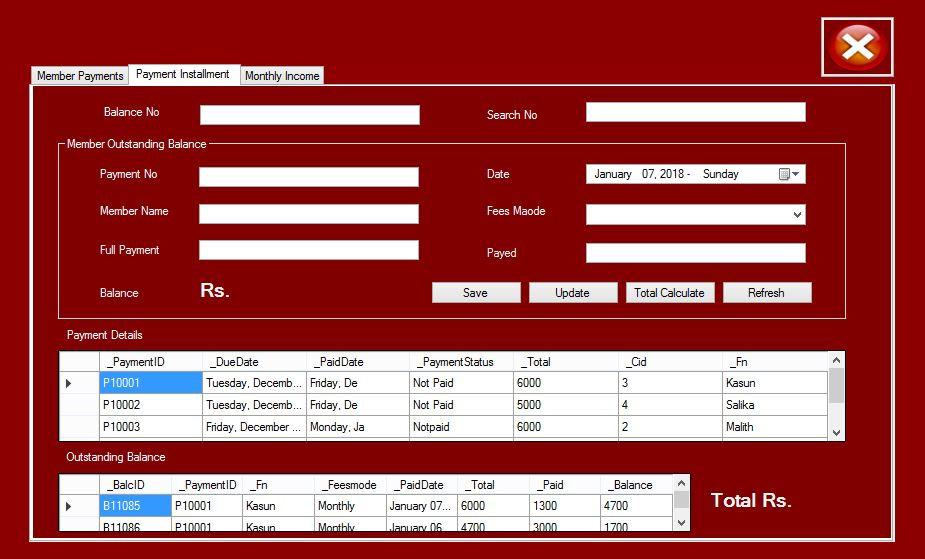 Member Payments Payment Installment Monthly Income
Balance No Search No
Member Outstanding Balance
Payment No Date January 07, 2018 - Sunday
Member Name Fees Maode
Full Payment Payed
Balance Rs. Save Update Total Calculate Refresh
Payment Details
_PaymentID _DueDate _PaidDate _PaymentStatus _Total _Cid _Fn
P10001 Tuesday, Decemb... Friday, De Not Paid 6000 3 Kasun
P10002 Tuesday, Decemb... Friday, De Not Paid 5000 4 Salika
P10003 Friday, December ... Monday, Ja Notpaid 6000 2 Malith
Outstanding Balance
_BalcID _PaymentID _Fn _Feesmode _PaidDate _Total _Paid _Balance
B11085 P10001 Kasun Monthly January 07... 6000 1300 4700
Total Rs.
B11086 P10001 Kasun Monthly January 06 4700 3000 1700